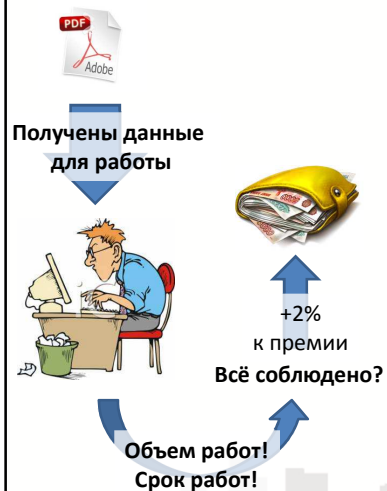 PDF
Adobe
Получены данные
для работы
+2%
к премии
Всё соблюдено?
Объем работ!
Срок работ!